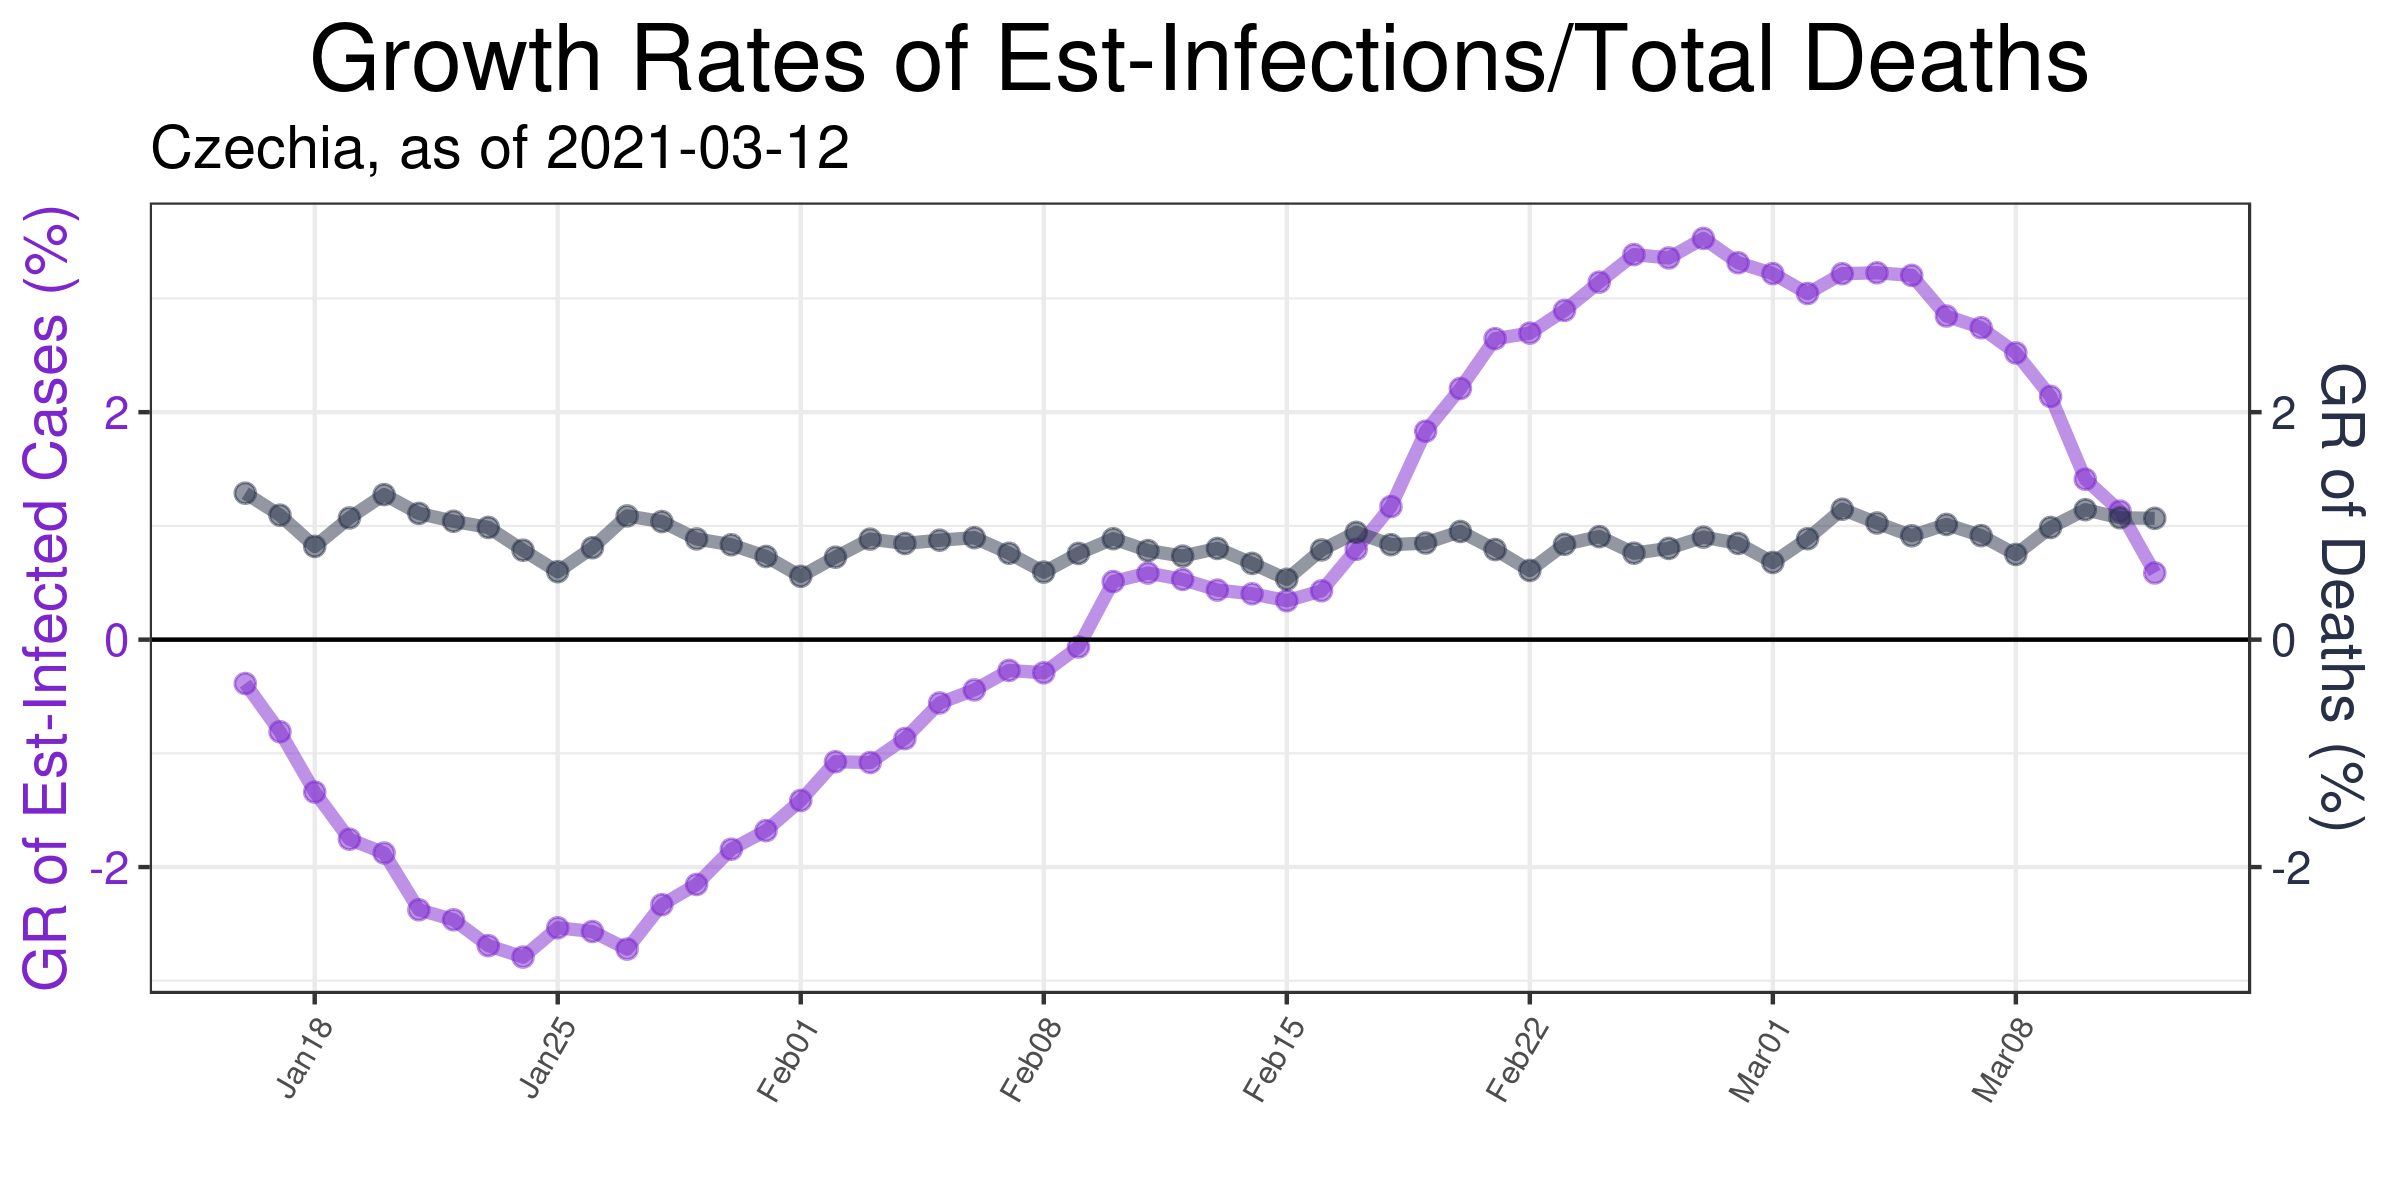 Growth Rates of Est-Infections/Total Deaths
Czechia, as of 2021-03-12
GR of Est-Infected Cases (%)
2
0
-2
2
0
-2
GR of Deaths (%)
Jan18
Jan25
Feb01
Feb08
Feb15
Feb22
Mar01
Mar08